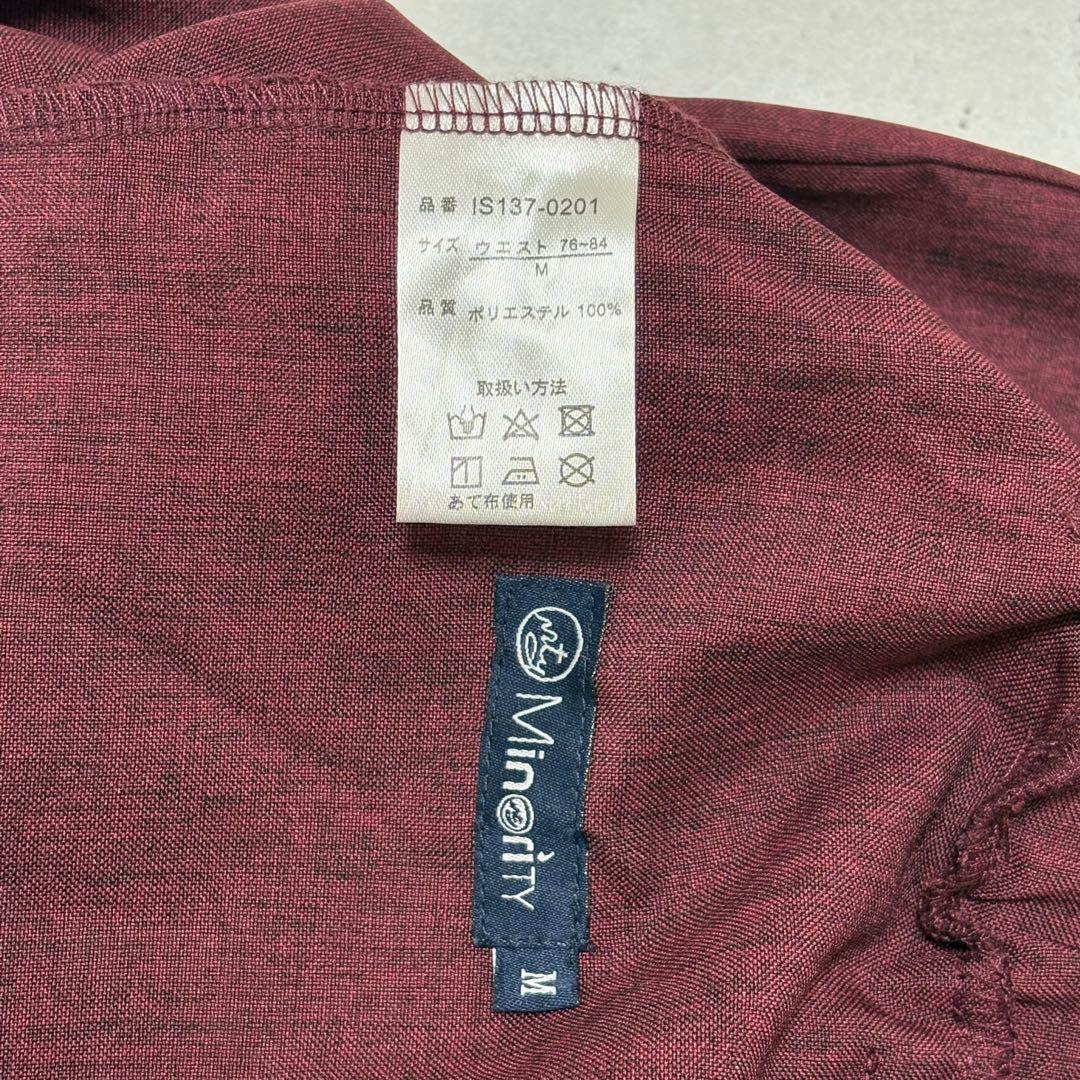 品番 IS137-0201
サイズ ウエスト 76~84
M
品質 ポリエステル 100%
取扱い方法
あて布使用
mty MinoriTY
M